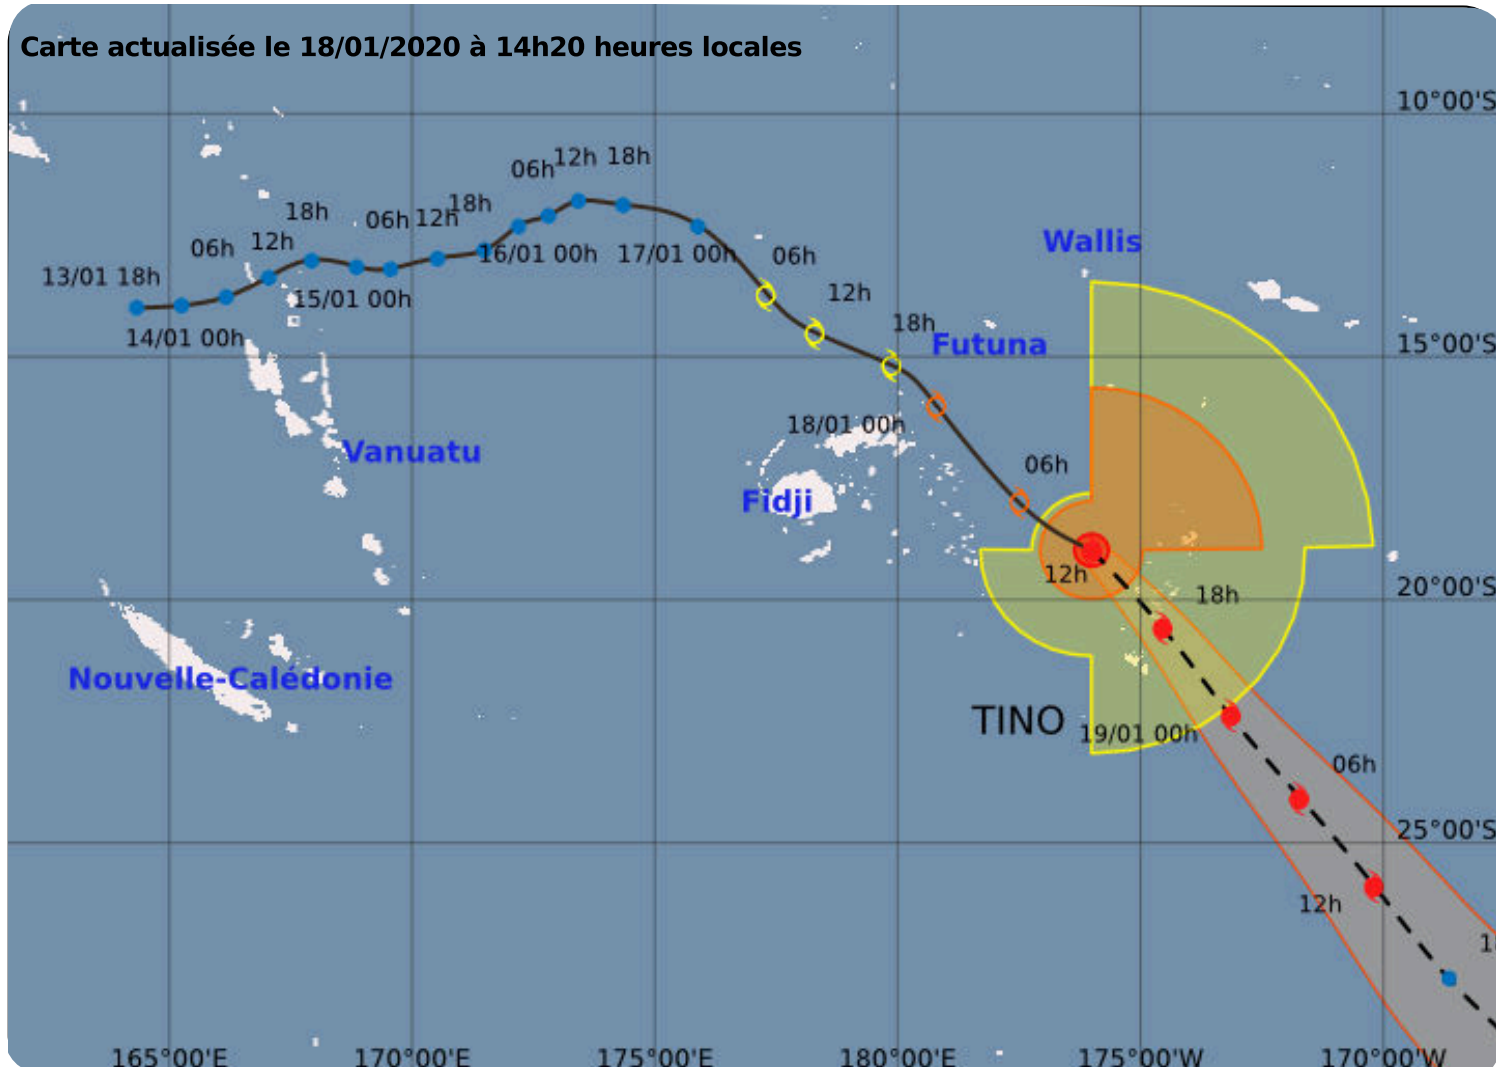 Carte actualisée le 18/01/2020 à 14h20 heures locales
10°00'S
06h
12h
18h
18h
06h
12h
18h
06h
12h
13/01 18h
14/01 00h
15/01 00h
16/01 00h
17/01 00h
06h
12h
18h
Wallis
Futuna
15°00'S
18/01 00h
Vanuatu
06h
Fidji
12h
18h
20°00'S
Nouvelle-Calédonie
TINO
19/01 00h
06h
25°00'S
12h
165°00'E
170°00'E
175°00'E
180°00'E
175°00'W
170°00'W